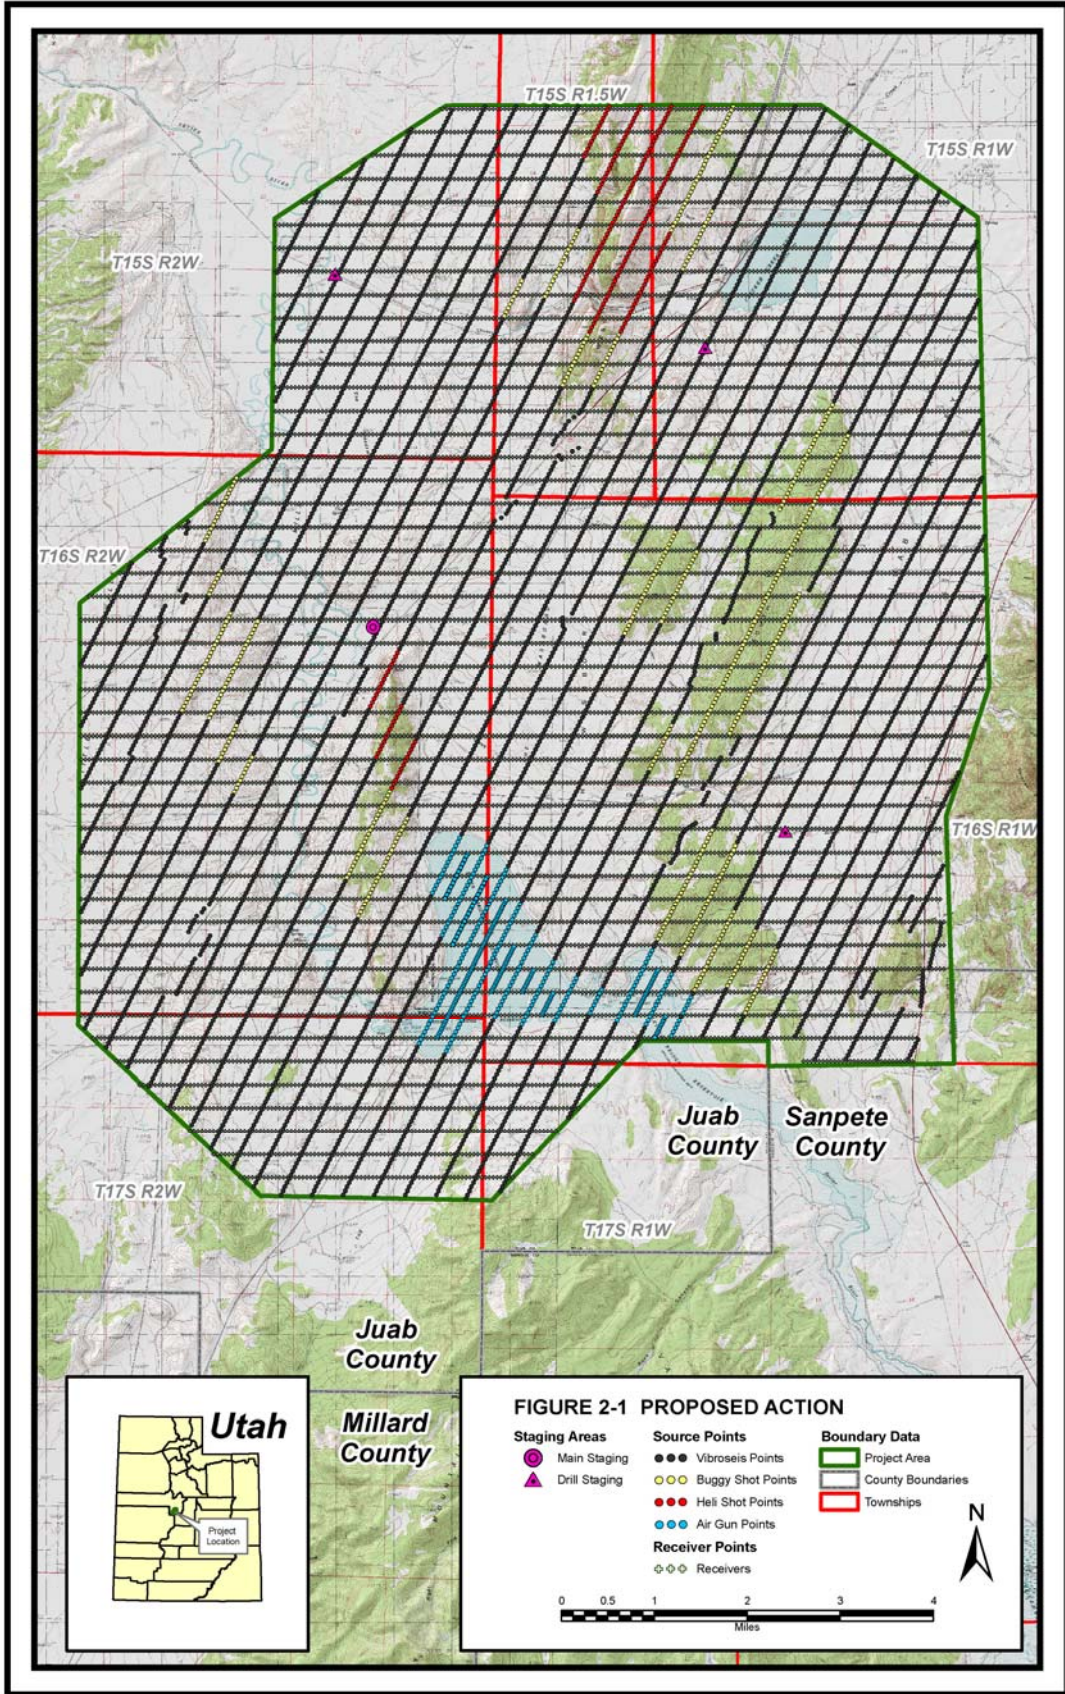 T15S R1.5W
T15S R1W
T15S R2W
T16S R2W
T16S R1W
Juab
County
Sanpete
County
T17S R2W
T17S R1W
Juab
County
Millard
County
Utah
Project
Location
FIGURE 2-1 PROPOSED ACTION
Staging Areas
Main Staging
Drill Staging
Source Points
Vibroseis Points
Buggy Shot Points
Heli Shot Points
Air Gun Points
Receiver Points
Receivers
Boundary Data
Project Area
County Boundaries
Townships
N
0 0.5 1 2 3 4
Miles